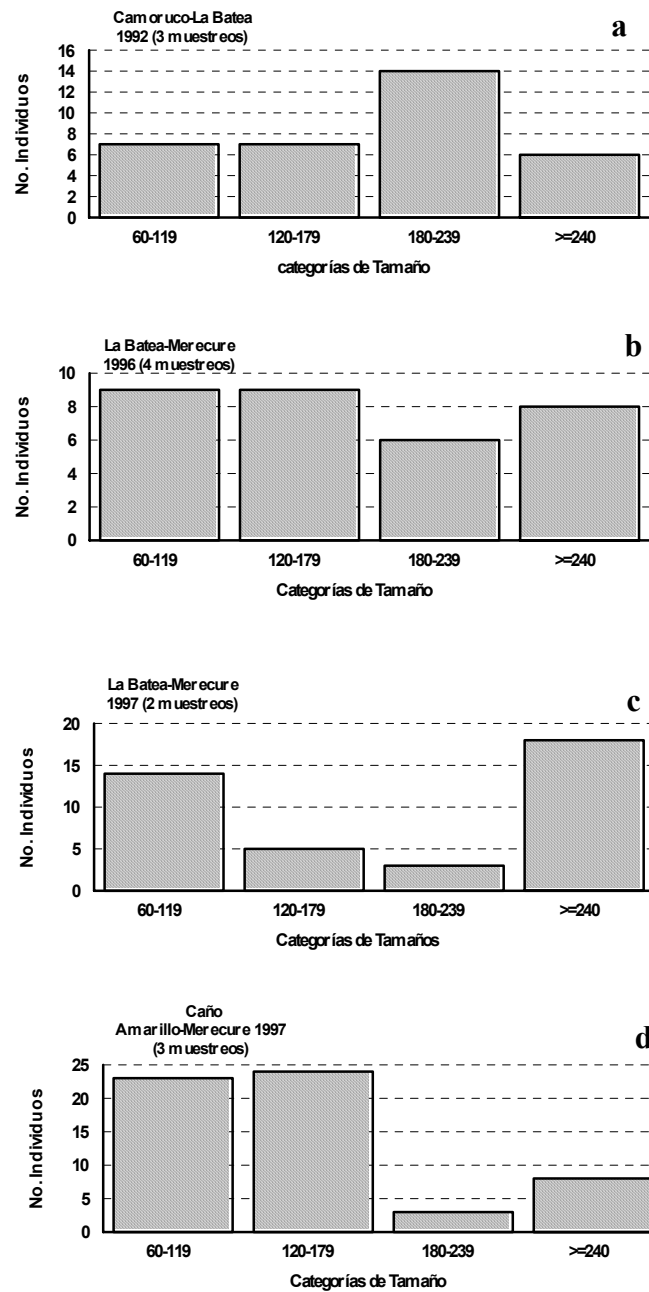 Camoruco-La Batea
1992 (3 muestreos)
a
No. Individuos
16
14
12
10
8
6
4
2
0
60-119 120-179 180-239 >=240
categorías de Tamaño
La Batea-Merecure
1996 (4 muestreos)
b
No. Individuos
10
8
6
4
2
0
60-119 120-179 180-239 >=240
Categorías de Tamaño
La Batea-Merecure
1997 (2 muestreos)
c
No. Individuos
20
15
10
5
0
60-119 120-179 180-239 >=240
Categorías de Tamaños
Caño
Amarillo-Merecure 1997
(3 muestreos)
d
No. Individuos
25
20
15
10
5
0
60-119 120-179 180-239 >=240
Categorías de Tamaño